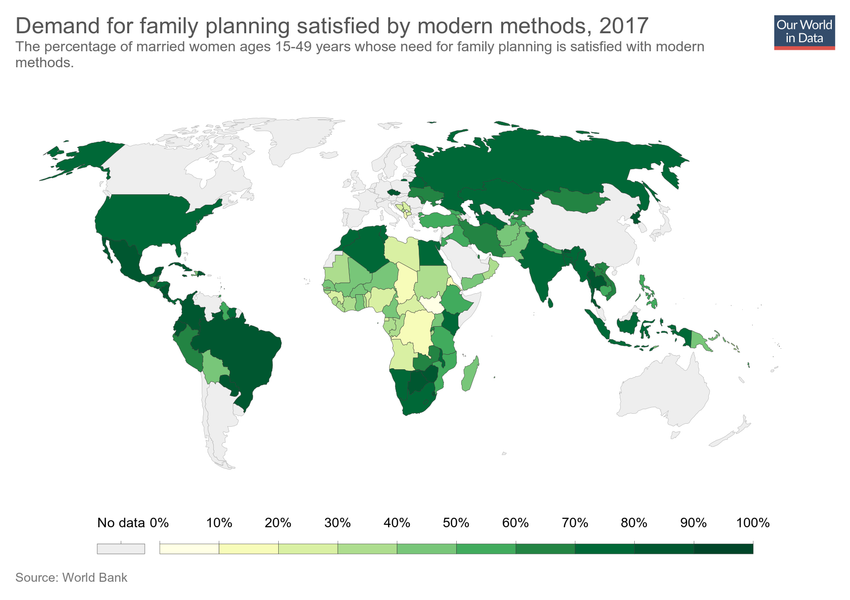 Demand for family planning satisfied by modern methods, 2017
The percentage of married women ages 15-49 years whose need for family planning is satisfied with modern
methods.
Our World
in Data
No data 0% 10% 20% 30% 40% 50% 60% 70% 80% 90% 100%
Source: World Bank